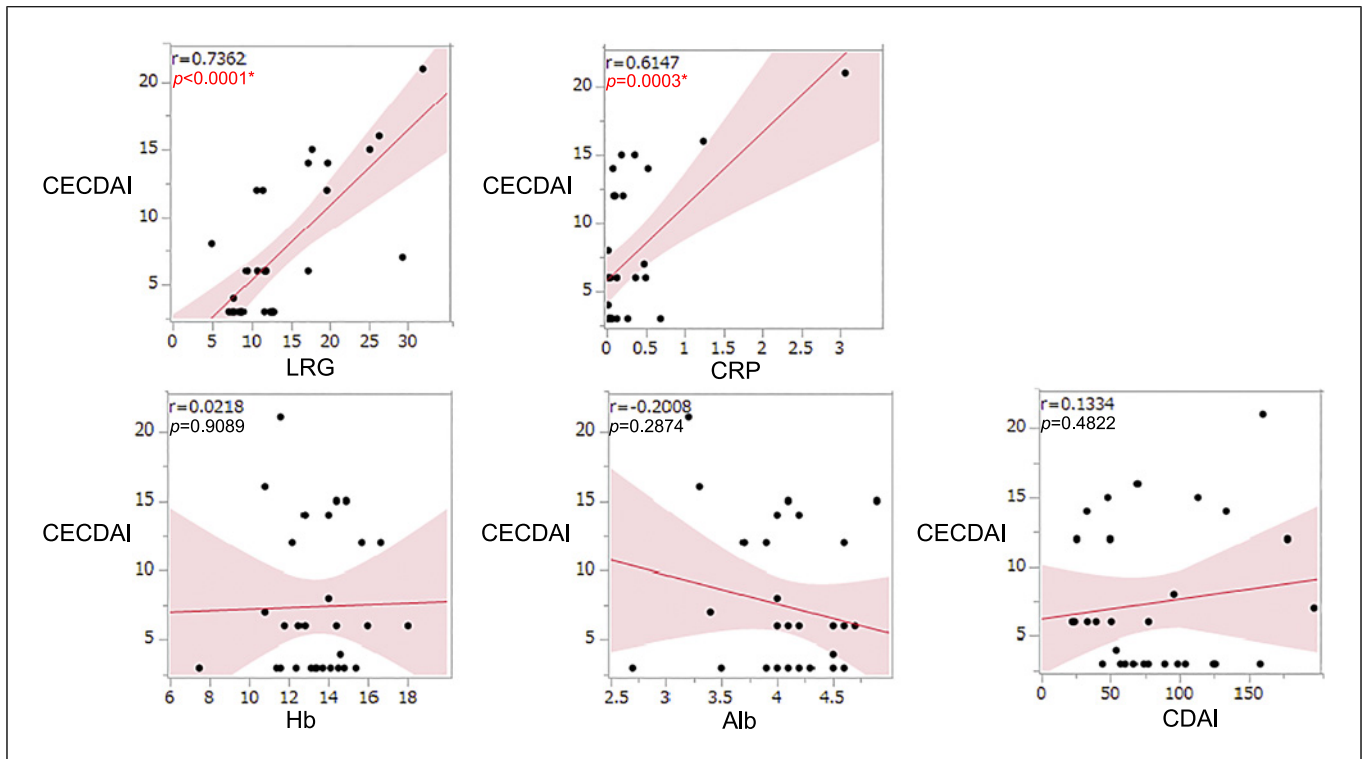 r=0.7362
p<0.0001*
20
15
10
5
CECDAI
0 5 10 15 20 25 30
LRG
r=0.6147
p=0.0003*
20
15
10
5
CECDAI
0 0.5 1 1.5 2 2.5 3
CRP
r=0.0218
p=0.9089
20
15
10
5
CECDAI
6 8 10 12 14 16 18
Hb
r=-0.2008
p=0.2874
20
15
10
5
CECDAI
2.5 3 3.5 4 4.5
Alb
r=0.1334
p=0.4822
20
15
10
5
CECDAI
0 50 100 150
CDAI